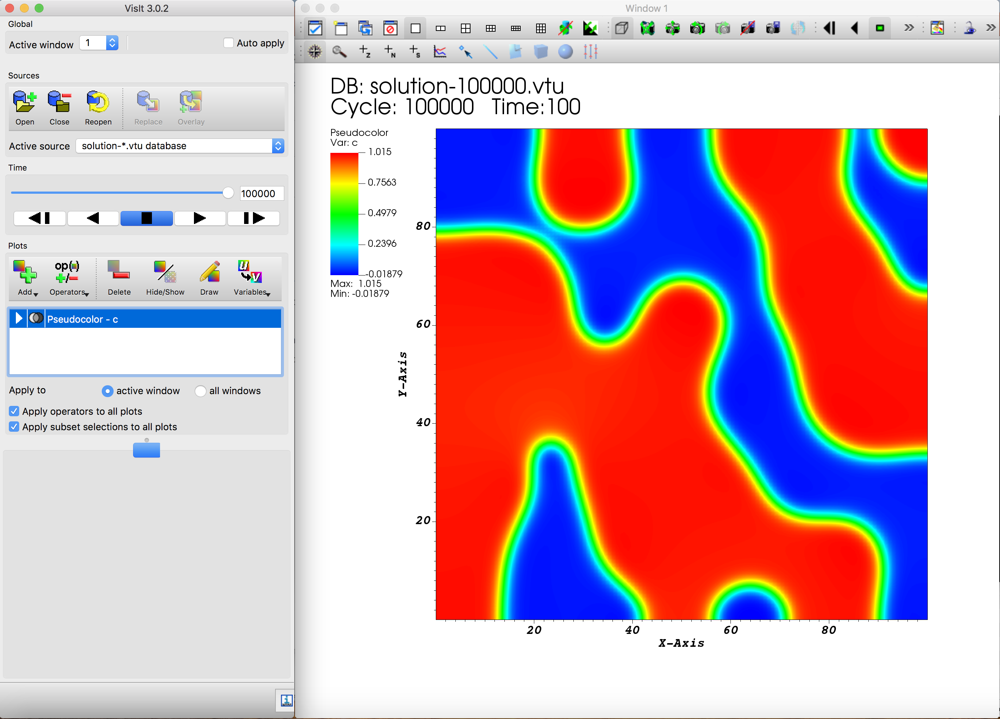 VisIt 3.0.2
Global
Active window 1 Auto apply
Sources
Open Close Reopen Replace Overlay
Active source solution-*.vtu database
Time
100000
Plots
op( )
Add Operators Delete Hide/Show Draw Variables
Pseudocolor - c
Apply to active window all windows
Apply operators to all plots
Apply subset selections to all plots
Window 1
+Z +N +S
DB: solution-100000.vtu
Cycle: 100000 Time:100
Pseudocolor
Var: c
1.015
0.7563
0.4979
0.2396
-0.01879
Max: 1.015
Min: -0.01879
80
60
40
20
Y-Axis
20 40 60 80
X-Axis